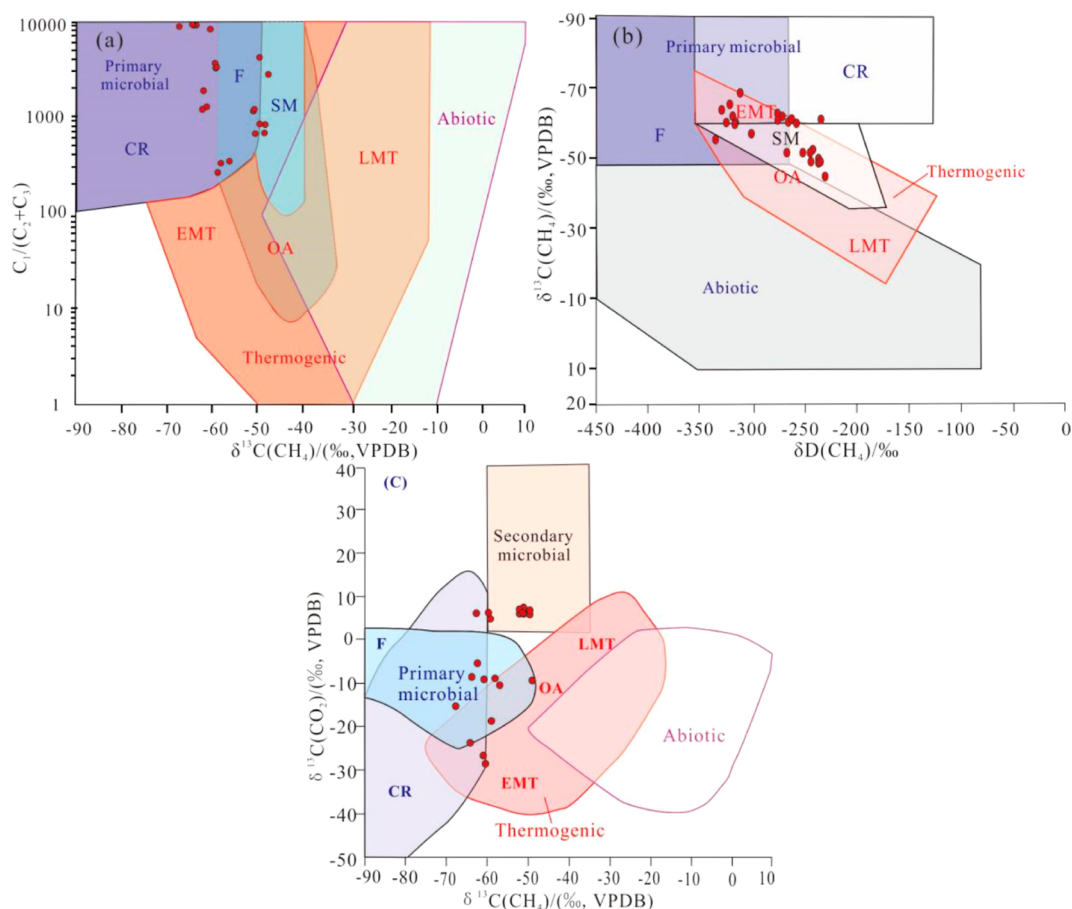 (a)
10000
1000
100
10
1
C₁/(C₂+C₃)
Primary
microbial
CR
F
SM
EMT
OA
LMT
Abiotic
Thermogenic
-90 -80 -70 -60 -50 -40 -30 -20 -10 0 10
δ¹³C(CH₄)/(‰,VPDB)
(b)
-90
-70
-50
-30
-10
10
20
δ¹³C(CH₄)/(‰,VPDB)
Primary microbial
CR
EMT
F
SM
OA
Thermogenic
LMT
Abiotic
-450 -400 -350 -300 -250 -200 -150 -100 -50 0
δD(CH₄)/‰
(C)
40
30
20
10
0
-10
-20
-30
-40
-50
δ¹³C(CO₂)/(‰, VPDB)
Secondary
microbial
F
LMT
Primary
microbial
OA
Abiotic
CR
EMT
Thermogenic
-90 -80 -70 -60 -50 -40 -30 -20 -10 0 10
δ¹³C(CH₄)/(‰, VPDB)